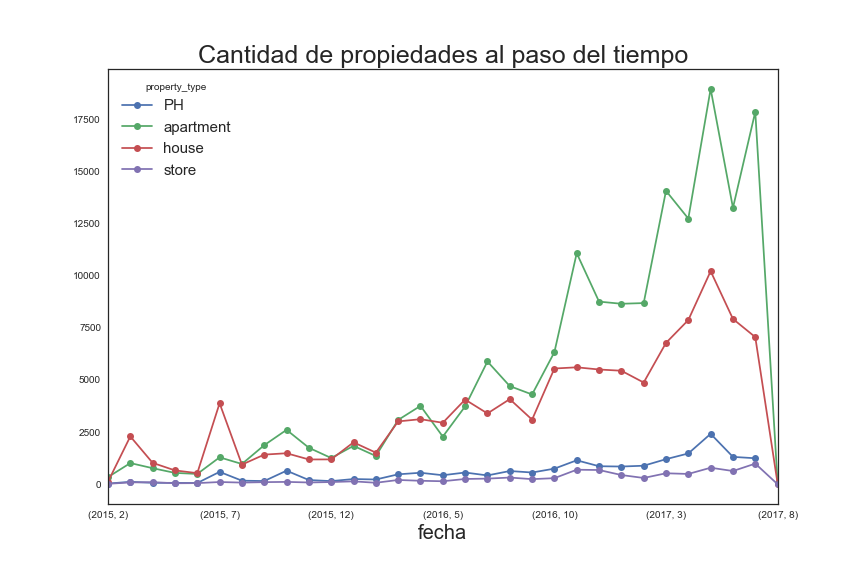 Cantidad de propiedades al paso del tiempo
property_type
PH
apartment
house
store
17500
15000
12500
10000
7500
5000
2500
0
(2015, 2)
(2015, 7)
(2015, 12)
(2016, 5)
(2016, 10)
(2017, 3)
(2017, 8)
fecha